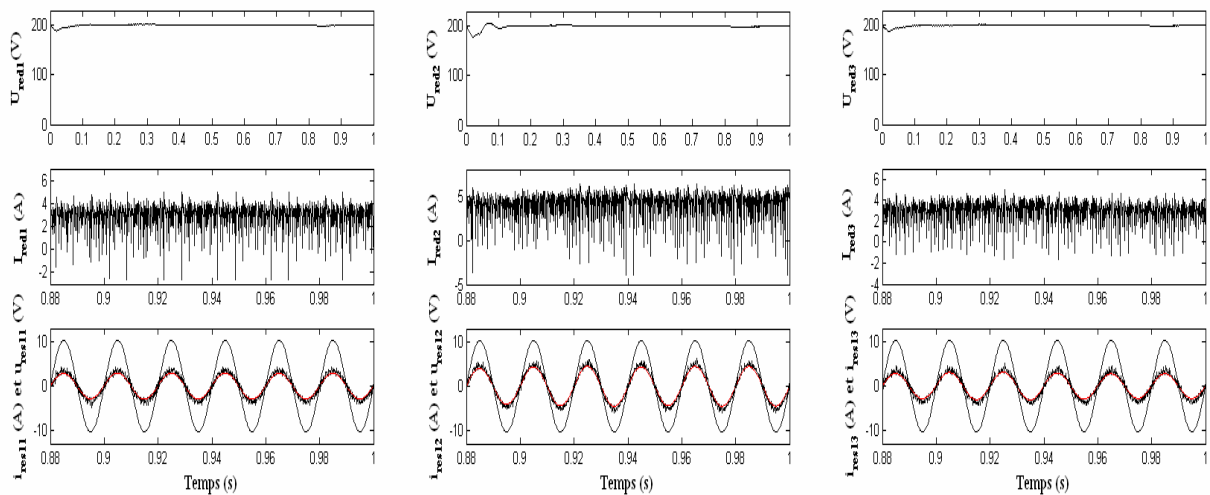 U_red1 (V)
200
100
0
0 0.1 0.2 0.3 0.4 0.5 0.6 0.7 0.8 0.9 1
U_red2 (V)
200
100
0
0 0.1 0.2 0.3 0.4 0.5 0.6 0.7 0.8 0.9 1
U_red3 (V)
200
100
0
0 0.1 0.2 0.3 0.4 0.5 0.6 0.7 0.8 0.9 1
I_red1 (A)
6
4
2
0
-2
0.88 0.9 0.92 0.94 0.96 0.98 1
I_red2 (A)
5
0
-5
0.88 0.9 0.92 0.94 0.96 0.98 1
I_red3 (A)
6
4
2
0
-2
-4
0.88 0.9 0.92 0.94 0.96 0.98 1
i_res11 (A) et u_res11 (V)
10
0
-10
0.88 0.9 0.92 0.94 0.96 0.98 1
Temps (s)
i_res12 (A) et u_res12 (V)
10
0
-10
0.88 0.9 0.92 0.94 0.96 0.98 1
Temps (s)
i_res13 (A) et i_res13 (V)
10
0
-10
0.88 0.9 0.92 0.94 0.96 0.98 1
Temps (s)